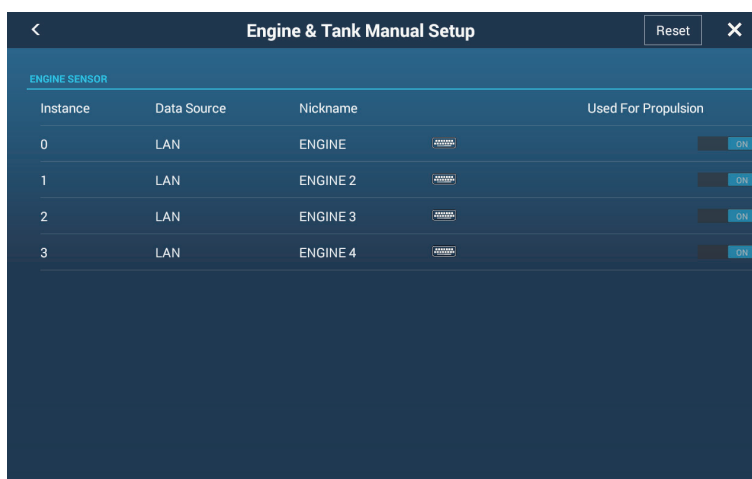 Engine & Tank Manual Setup Reset
ENGINE SENSOR
Instance Data Source Nickname Used For Propulsion
0 LAN ENGINE ON
1 LAN ENGINE 2 ON
2 LAN ENGINE 3 ON
3 LAN ENGINE 4 ON